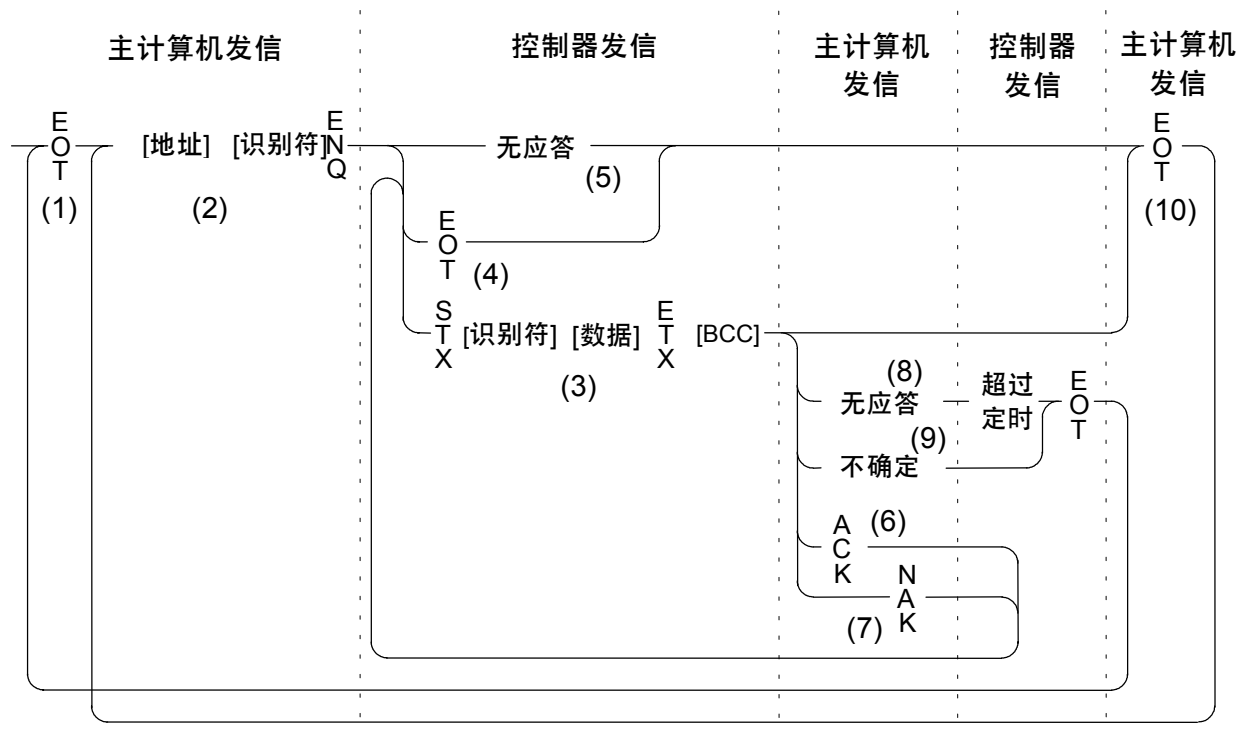 主计算机发信
控制器发信
主计算机
发信
控制器
发信
主计算机
发信
EOT
(1)
[地址] [识别符]
ENQ
(2)
无应答
(5)
EOT
(4)
STX
[识别符] [数据]
ETX
[BCC]
(3)
EOT
(10)
(8)
无应答
超过
定时
EOT
(9)
不确定
ACK
(6)
NAK
(7)